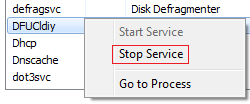 defragsvc Disk Defragmenter
DFUCldiy
Dhcp
Dnscache
dot3svc
Start Service
Stop Service
Go to Process